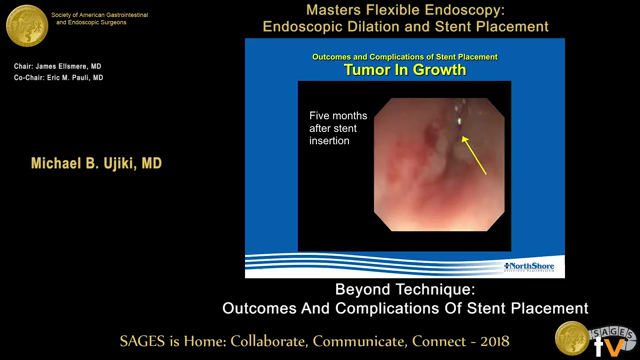 Society of American Gastrointestinal
and Endoscopic Surgeons
Masters Flexible Endoscopy:
Endoscopic Dilation and Stent Placement
Chair: James Ellsmere, MD
Co-Chair: Eric M. Pauli, MD
Michael B. Ujiki, MD
Outcomes and Complications of Stent Placement
Tumor In Growth
Five months
after stent
insertion
NorthShore
Beyond Technique:
Outcomes And Complications Of Stent Placement
SAGES is Home: Collaborate, Communicate, Connect - 2018
SAGES
tv